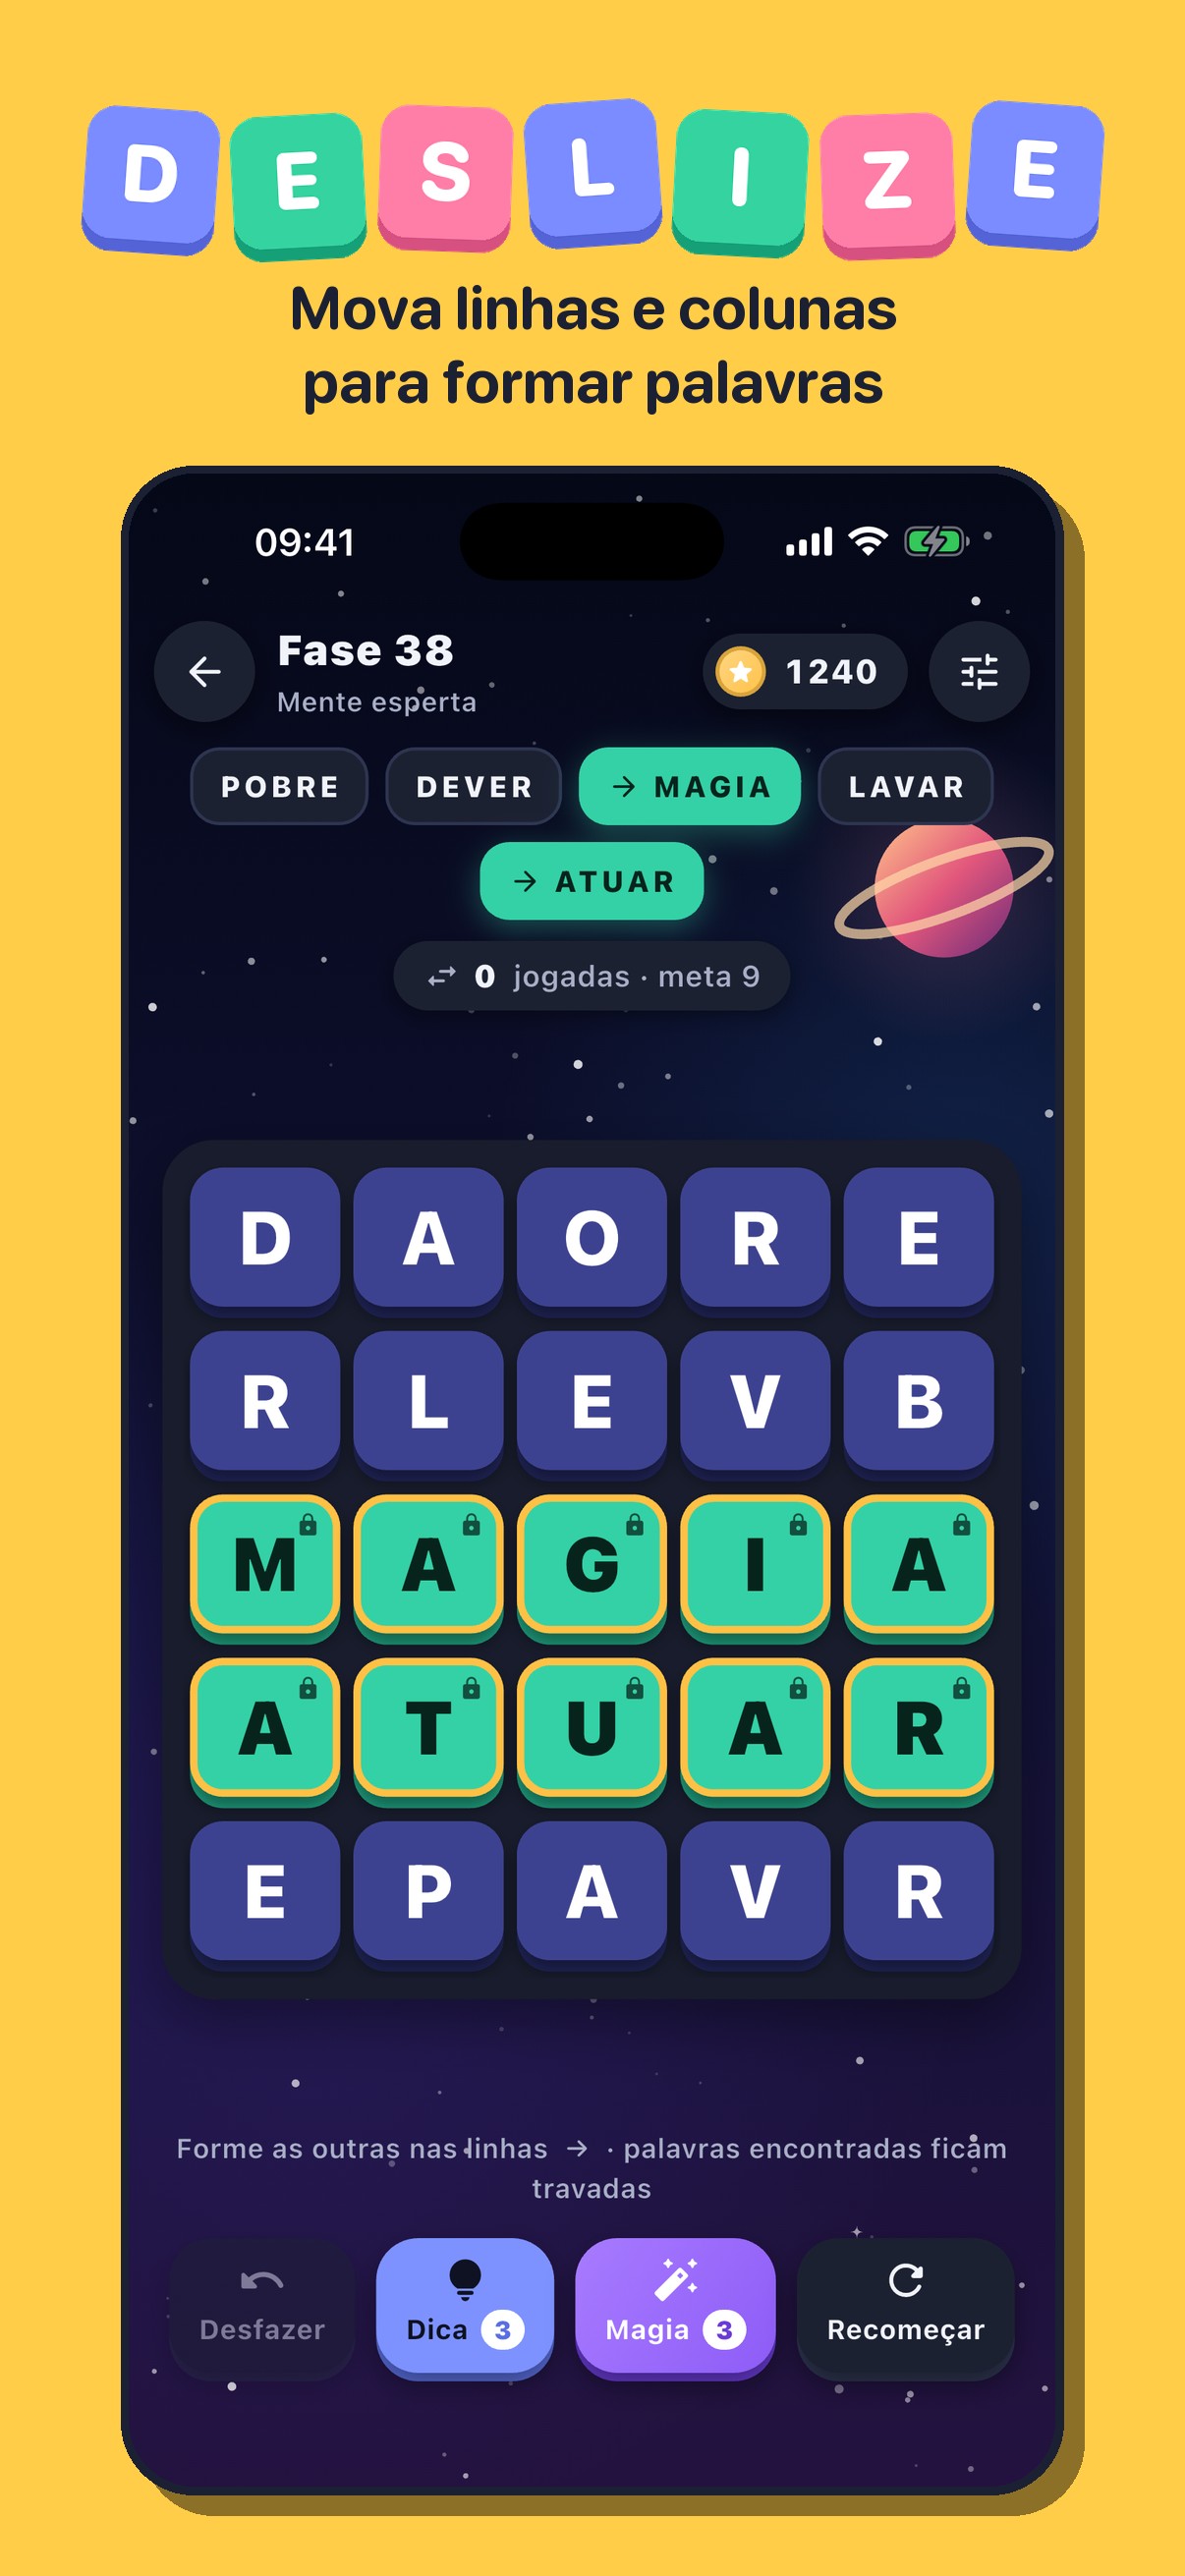 DESLIZE
Mova linhas e colunas
para formar palavras
09:41
Fase 38
Mente esperta
1240
POBRE DEVER → MAGIA LAVAR
→ ATUAR
0 jogadas · meta 9
D A O R E
R L E V B
M A G I A
A T U A R
E P A V R
Forme as outras nas linhas → · palavras encontradas ficam
travadas
Desfazer Dica 3 Magia 3 Recomeçar